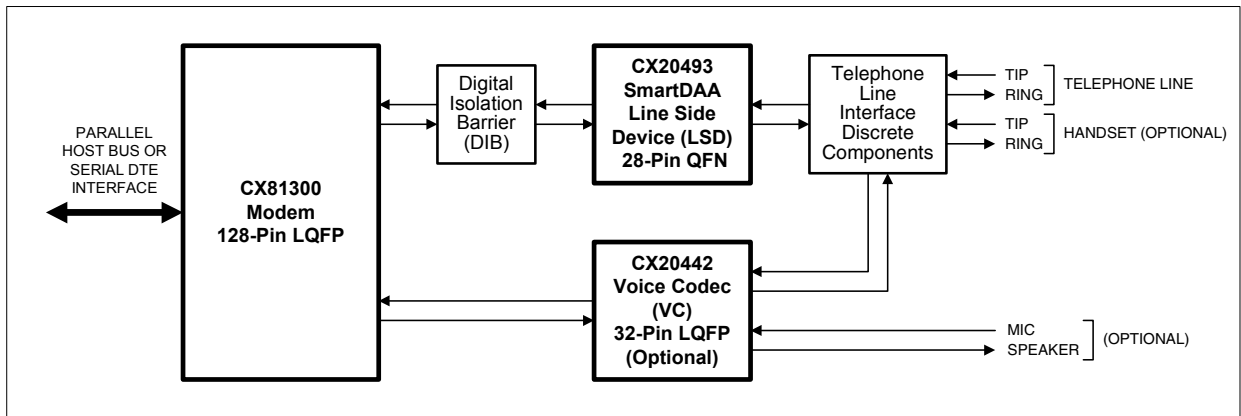 PARALLEL
HOST BUS OR
SERIAL DTE
INTERFACE
CX81300
Modem
128-Pin LQFP
Digital
Isolation
Barrier
(DIB)
CX20493
SmartDAA
Line Side
Device (LSD)
28-Pin QFN
Telephone
Line
Interface
Discrete
Components
TIP
RING
TELEPHONE LINE
TIP
RING
HANDSET (OPTIONAL)
CX20442
Voice Codec
(VC)
32-Pin LQFP
(Optional)
MIC
SPEAKER
(OPTIONAL)